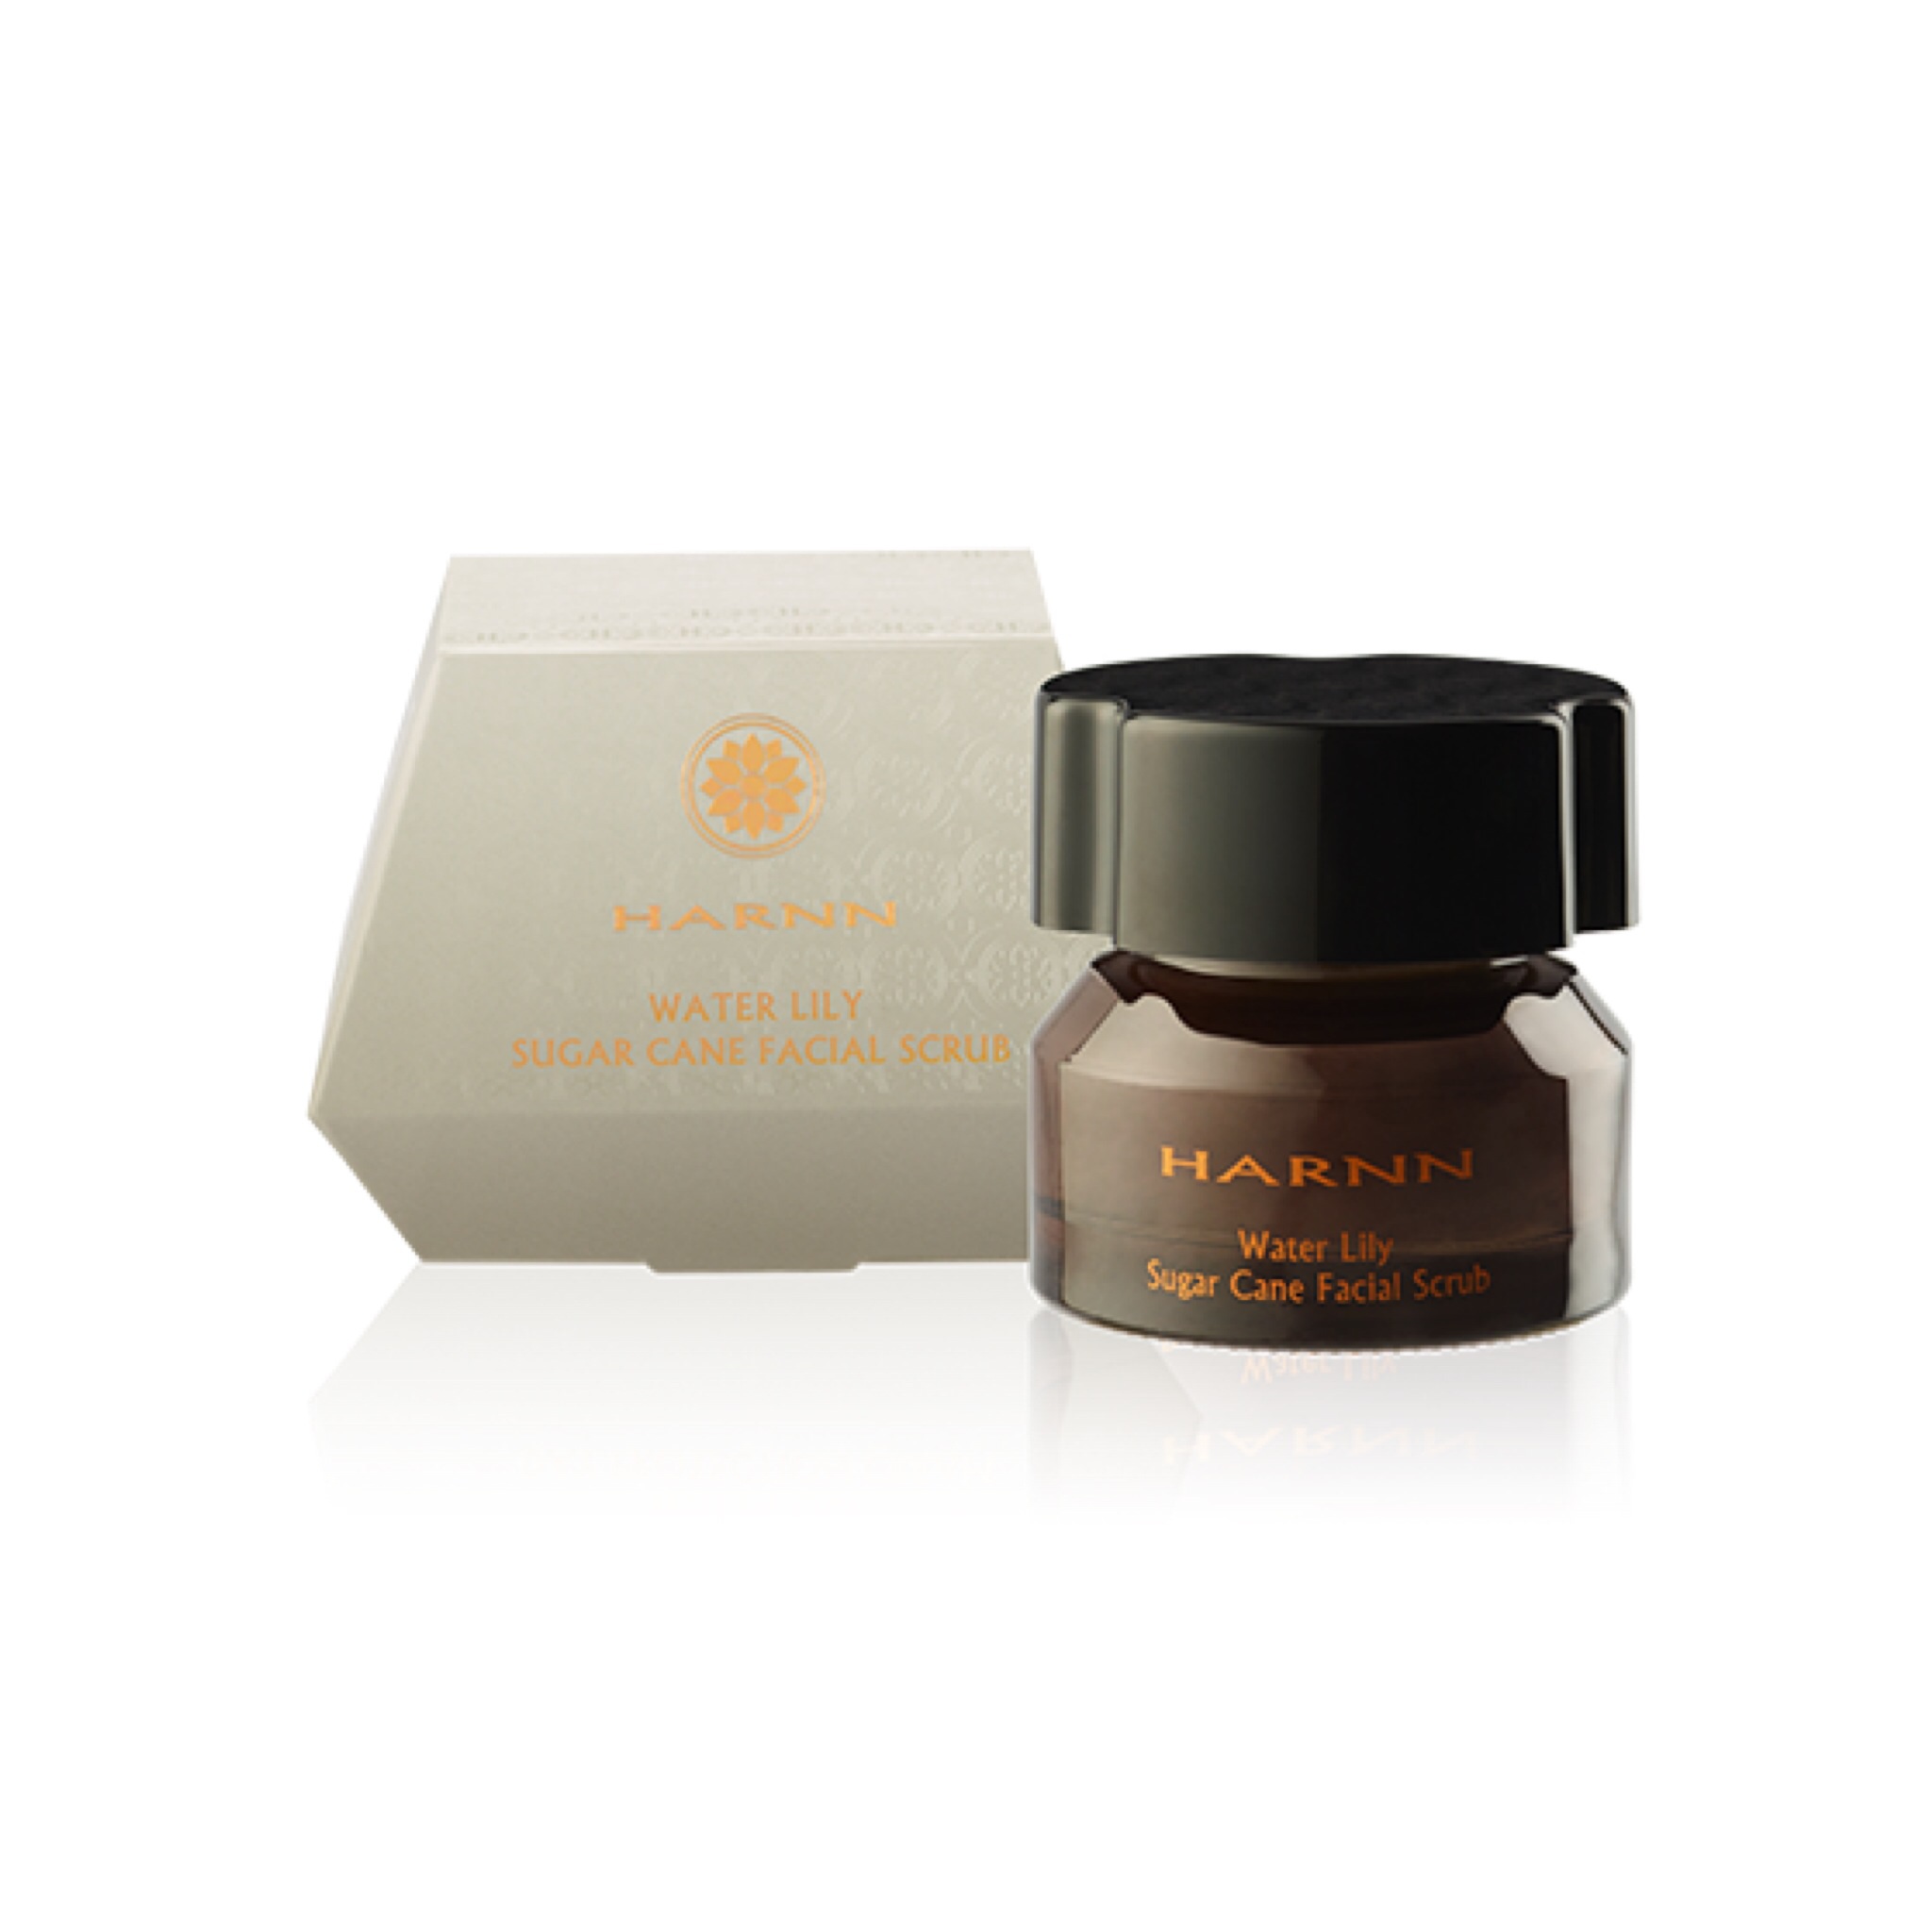 HARNN
WATER LILY
SUGAR CANE FACIAL SCRUB
HARNN
Water Lily
Sugar Cane Facial Scrub